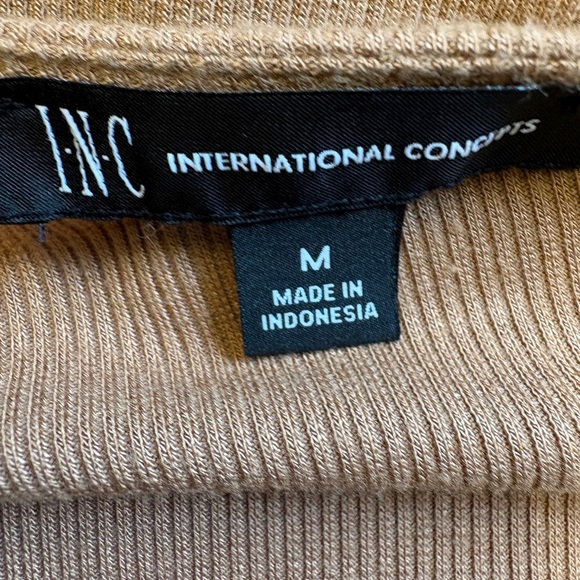 I·N·C INTERNATIONAL CONCEPTS
M
MADE IN
INDONESIA